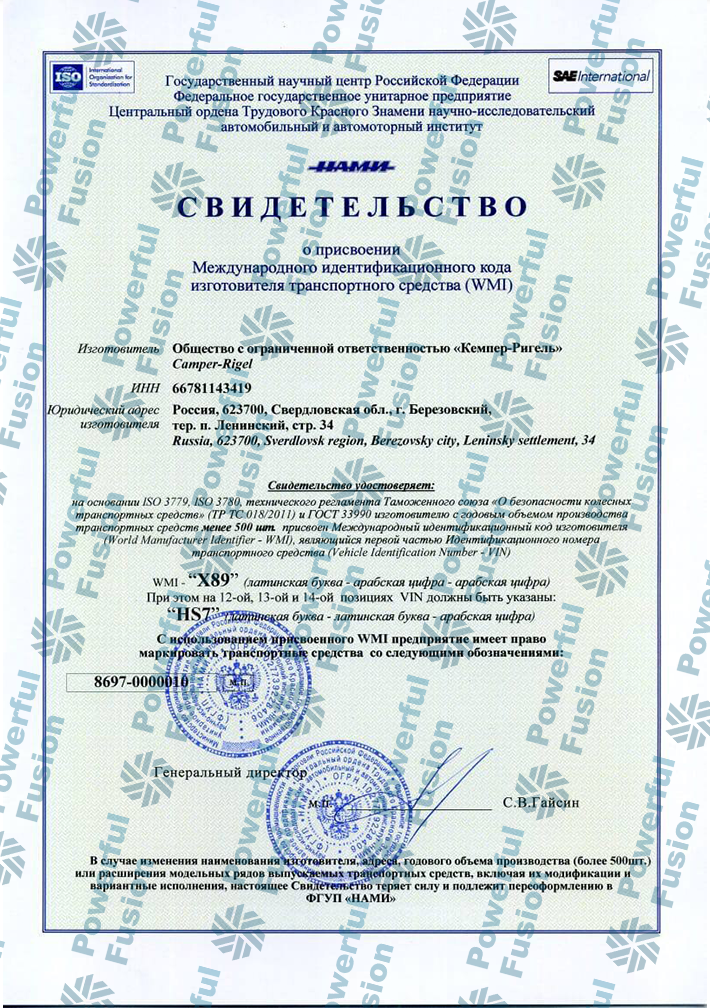 ISO International Organization for Standardization
SAE International
Государственный научный центр Российской Федерации
Федеральное государственное унитарное предприятие
Центральный ордена Трудового Красного Знамени научно-исследовательский
автомобильный и автомоторный институт
НАМИ
СВИДЕТЕЛЬСТВО
о присвоении
Международного идентификационного кода
изготовителя транспортного средства (WMI)
Изготовитель Общество с ограниченной ответственностью «Кемпер-Ригель»
Camper-Rigel
ИНН 66781143419
Юридический адрес изготовителя
Россия, 623700, Свердловская обл., г. Березовский,
тер. п. Ленинский, стр. 34
Russia, 623700, Sverdlovsk region, Berezovsky city, Leninsky settlement, 34
Свидетельство удостоверяет:
на основании ISO 3779, ISO 3780, технического регламента Таможенного союза «О безопасности колесных
транспортных средств» (ТР ТС 018/2011) и ГОСТ 33990 изготовителю с годовым объемом производства
транспортных средств менее 500 шт. присвоен Международный идентификационный код изготовителя
(World Manufacturer Identifier - WMI), являющийся первой частью Идентификационного номера
транспортного средства (Vehicle Identification Number - VIN)
WMI - “X89” (латинская буква - арабская цифра - арабская цифра)
При этом на 12-ой, 13-ой и 14-ой позициях VIN должны быть указаны:
“HS7” (латинская буква - латинская буква - арабская цифра)
С использованием присвоенного WMI предприятие имеет право
маркировать транспортные средства со следующими обозначениями:
8697-0000010
м.п.
Генеральный директор
м.п.
С.В.Гайсин
В случае изменения наименования изготовителя, адреса, годового объема производства (более 500шт.)
или расширения модельных рядов выпускаемых транспортных средств, включая их модификации и
вариантные исполнения, настоящее Свидетельство теряет силу и подлежит переоформлению в
ФГУП «НАМИ»
Powerful Fusion